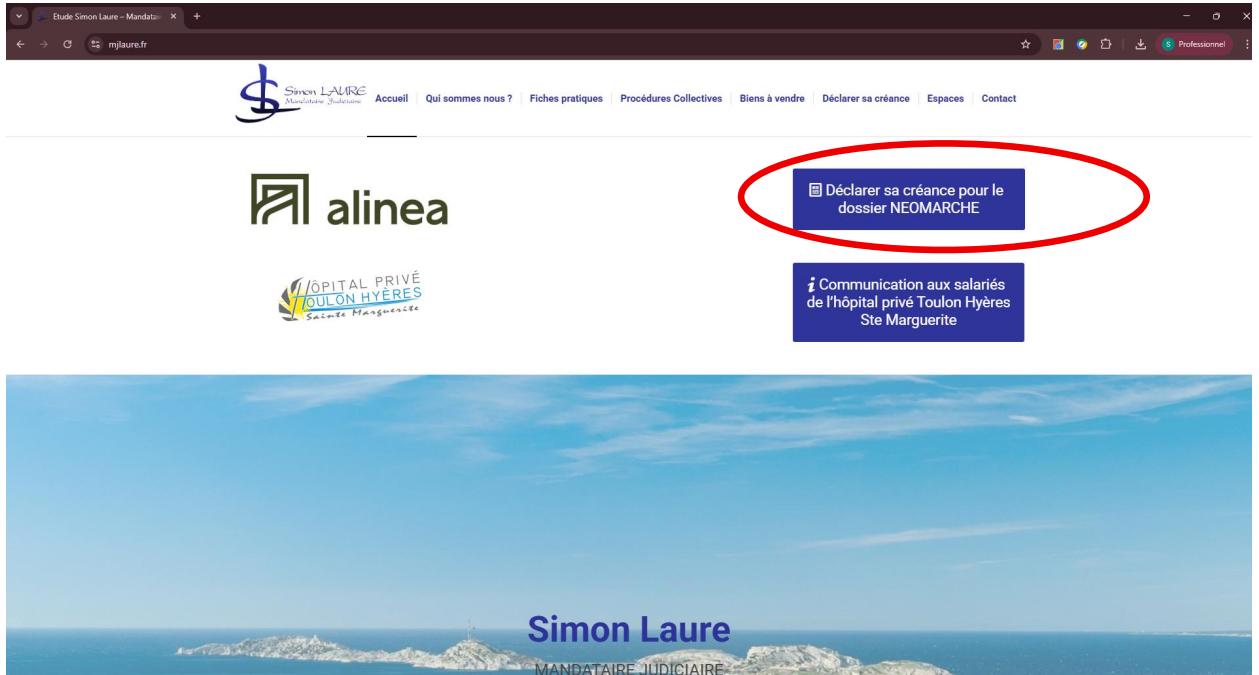 Etude Simon Laure – Mandatai
mjlaure.fr
Professionnel
Simon LAURE
Mandataire Judiciaire
Accueil Qui sommes nous ? Fiches pratiques Procédures Collectives Biens à vendre Déclarer sa créance Espaces Contact
alinea
Déclarer sa créance pour le
dossier NEOMARCHE
HÔPITAL PRIVÉ
TOULON HYÈRES
Sainte Marguerite
Communication aux salariés
de l'hôpital privé Toulon Hyères
Ste Marguerite
Simon Laure
MANDATAIRE JUDICIAIRE